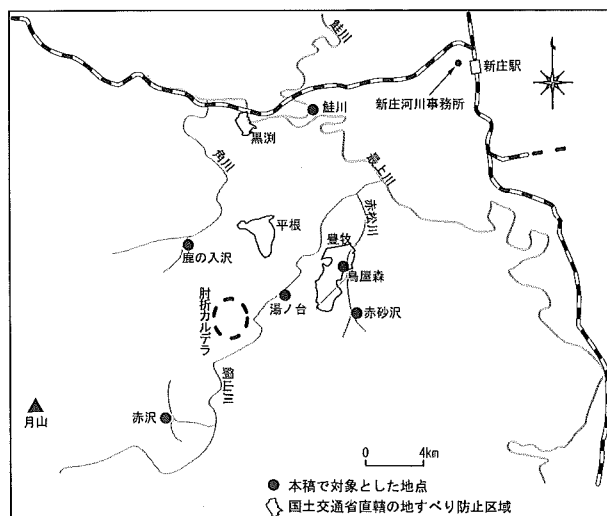 鮭川
新庄駅
新庄河川事務所
鮭川
黒渕
角川
最上川
赤松川
平根
豊牧
鹿の入沢
鳥屋森
湯ノ台
肘折カルデラ
赤砂沢
銅山川
赤沢
月山
0 4km
本稿で対象とした地点
国土交通省直轄の地すべり防止区域